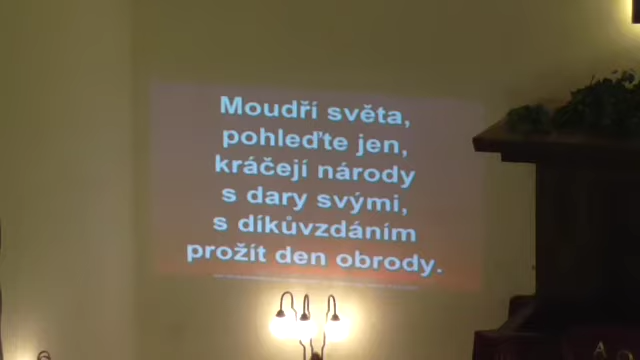 Moudří světa,
pohleďte jen,
kráčejí národy
s dary svými,
s díkůvzdáním
prožít den obrody.